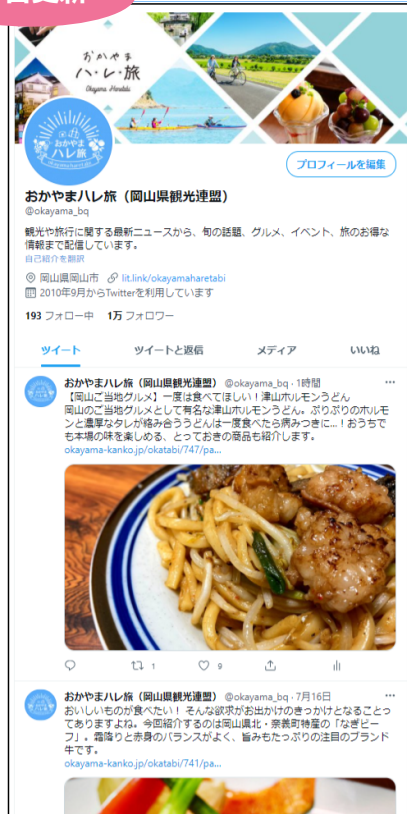 おかやま
ハ・レ・旅
Okayama Haretabi
おかやま
ハレ旅
プロフィールを編集
おかやまハレ旅（岡山県観光連盟）
@okayama_bq
観光や旅行に関する最新ニュースから、旬の話題、グルメ、イベント、旅のお得な
情報まで配信しています。
自己紹介を翻訳
岡山県岡山市 lit.link/okayamaharetabi
2010年9月からTwitterを利用しています
193 フォロー中 1万 フォロワー
ツイート ツイートと返信 メディア いいね
おかやまハレ旅（岡山県観光連盟） @okayama_bq · 1時間
【岡山ご当地グルメ】一度は食べてほしい！津山ホルモンうどん
岡山のご当地グルメとして有名な津山ホルモンうどん。ぷりぷりのホルモ
ンと濃厚なタレが絡み合ううどんは一度食べたら病みつきに...！おうちで
も本場の味を楽しめる、とっておきの商品も紹介します。
okayama-kanko.jp/okatabi/747/pa...
1 9
おかやまハレ旅（岡山県観光連盟） @okayama_bq · 7月16日
おいしいものが食べたい！ そんな欲求がお出かけのきっかけとなることっ
てありますよね。今回紹介するのは岡山県北・奈義町特産の「なぎビー
フ」。霜降りと赤身のバランスがよく、旨みもたっぷりの注目のブランド
牛です。
okayama-kanko.jp/okatabi/741/pa...